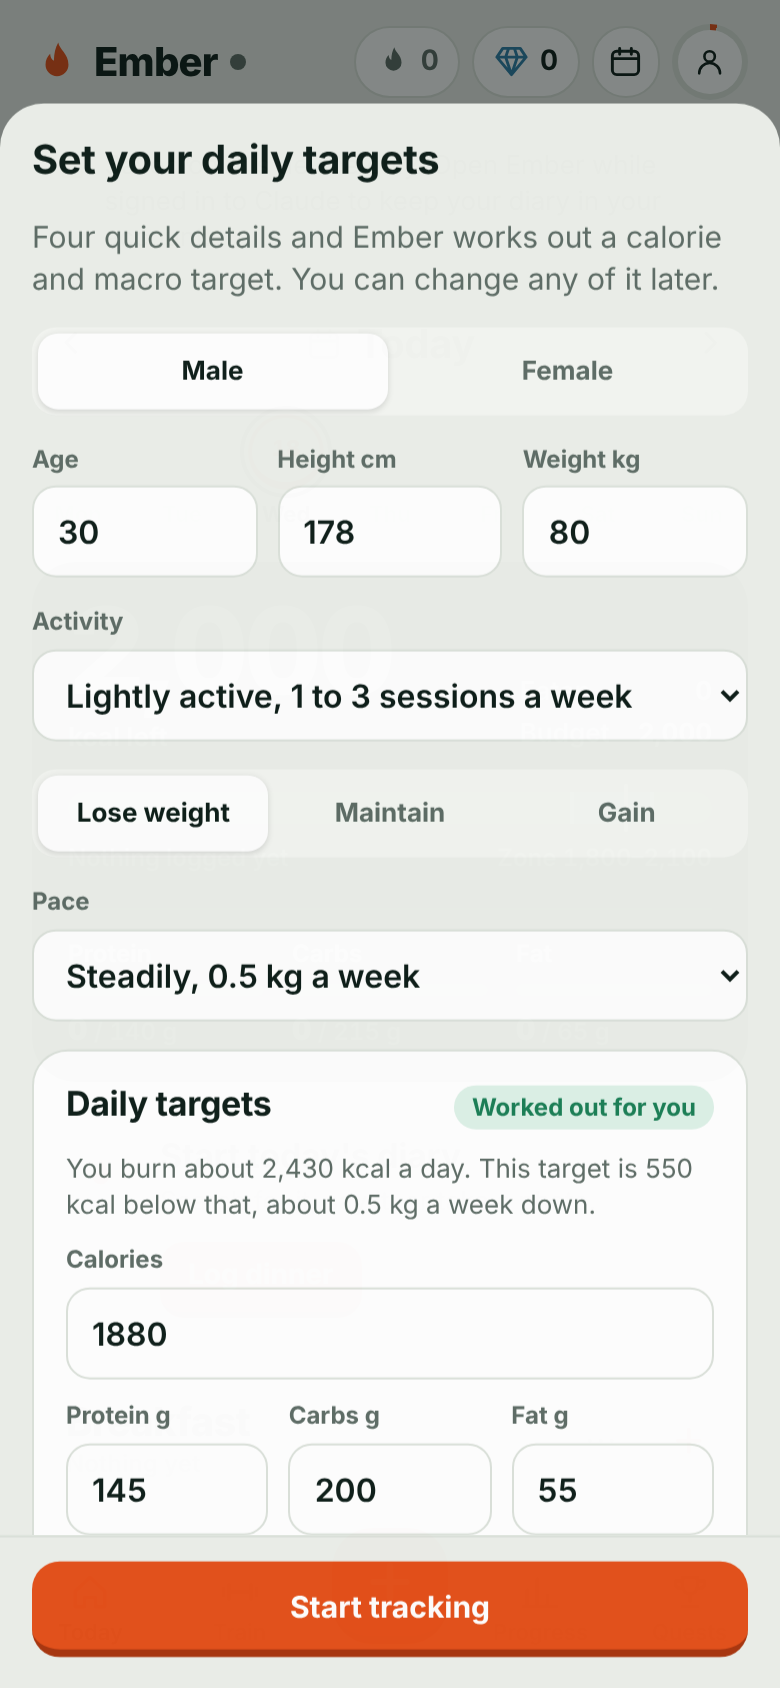 Ember
0
0
Set your daily targets
Four quick details and Ember works out a calorie
and macro target. You can change any of it later.
Male
Female
Age
Height cm
Weight kg
30
178
80
Activity
Lightly active, 1 to 3 sessions a week
Lose weight
Maintain
Gain
Pace
Steadily, 0.5 kg a week
Daily targets
Worked out for you
You burn about 2,430 kcal a day. This target is 550
kcal below that, about 0.5 kg a week down.
Calories
1880
Protein g
Carbs g
Fat g
145
200
55
Start tracking